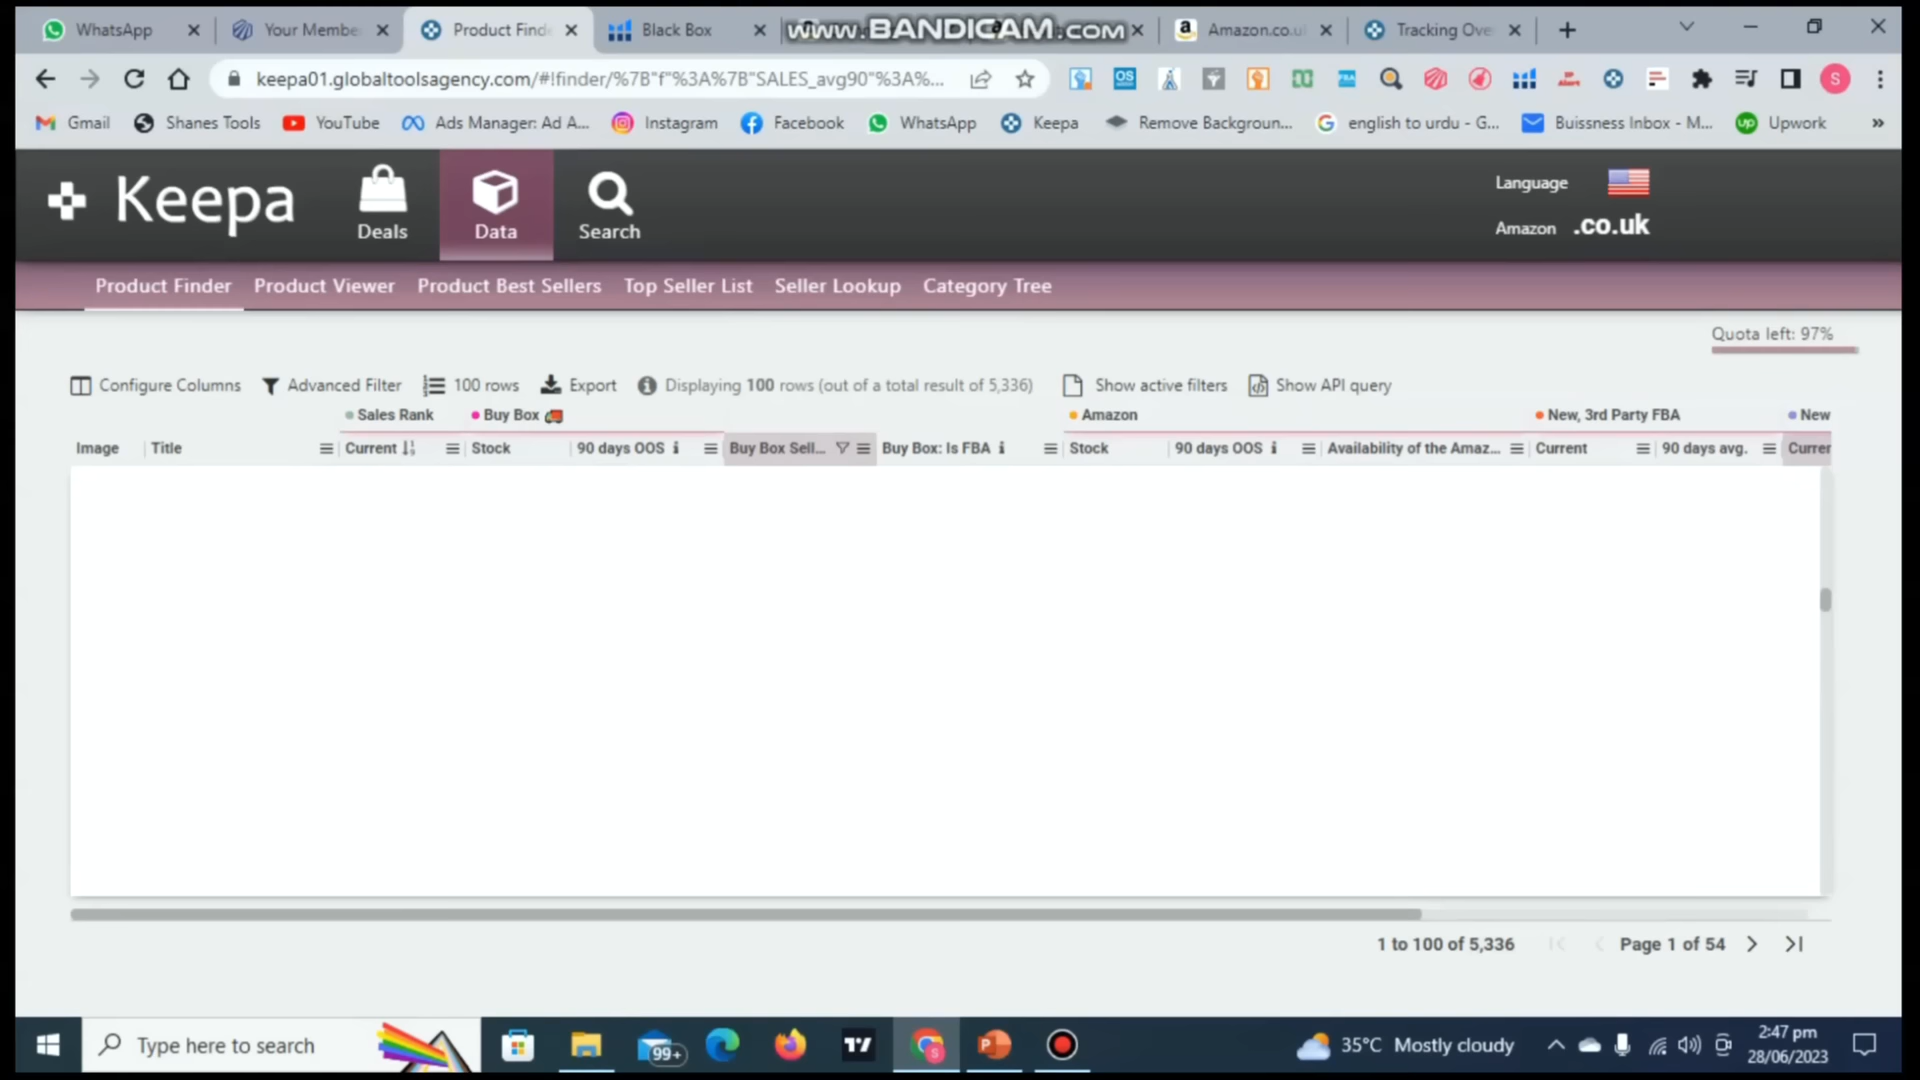 WhatsApp
Your Membe
Product Find
Black Box
www.BANDICAM.com
Amazon.co.u
Tracking Ove
keepa01.globaltoolsagency.com/#!finder/%7B"f"%3A%7B"SALES_avg90"%3A%...
Gmail
Shanes Tools
YouTube
Ads Manager: Ad A...
Instagram
Facebook
WhatsApp
Keepa
Remove Backgroun...
english to urdu - G...
Buissness Inbox - M...
Upwork
Keepa
Deals
Data
Search
Language
Amazon .co.uk
Product Finder
Product Viewer
Product Best Sellers
Top Seller List
Seller Lookup
Category Tree
Quota left: 97%
Configure Columns
Advanced Filter
100 rows
Export
Displaying 100 rows (out of a total result of 5,336)
Show active filters
Show API query
Sales Rank
Buy Box
Amazon
New, 3rd Party FBA
New
Image
Title
Current
Stock
90 days OOS
Buy Box Sell...
Buy Box: Is FBA
Stock
90 days OOS
Availability of the Amaz...
Current
90 days avg.
Curren
1 to 100 of 5,336
Page 1 of 54
Type here to search
99+
35°C Mostly cloudy
2:47 pm
28/06/2023